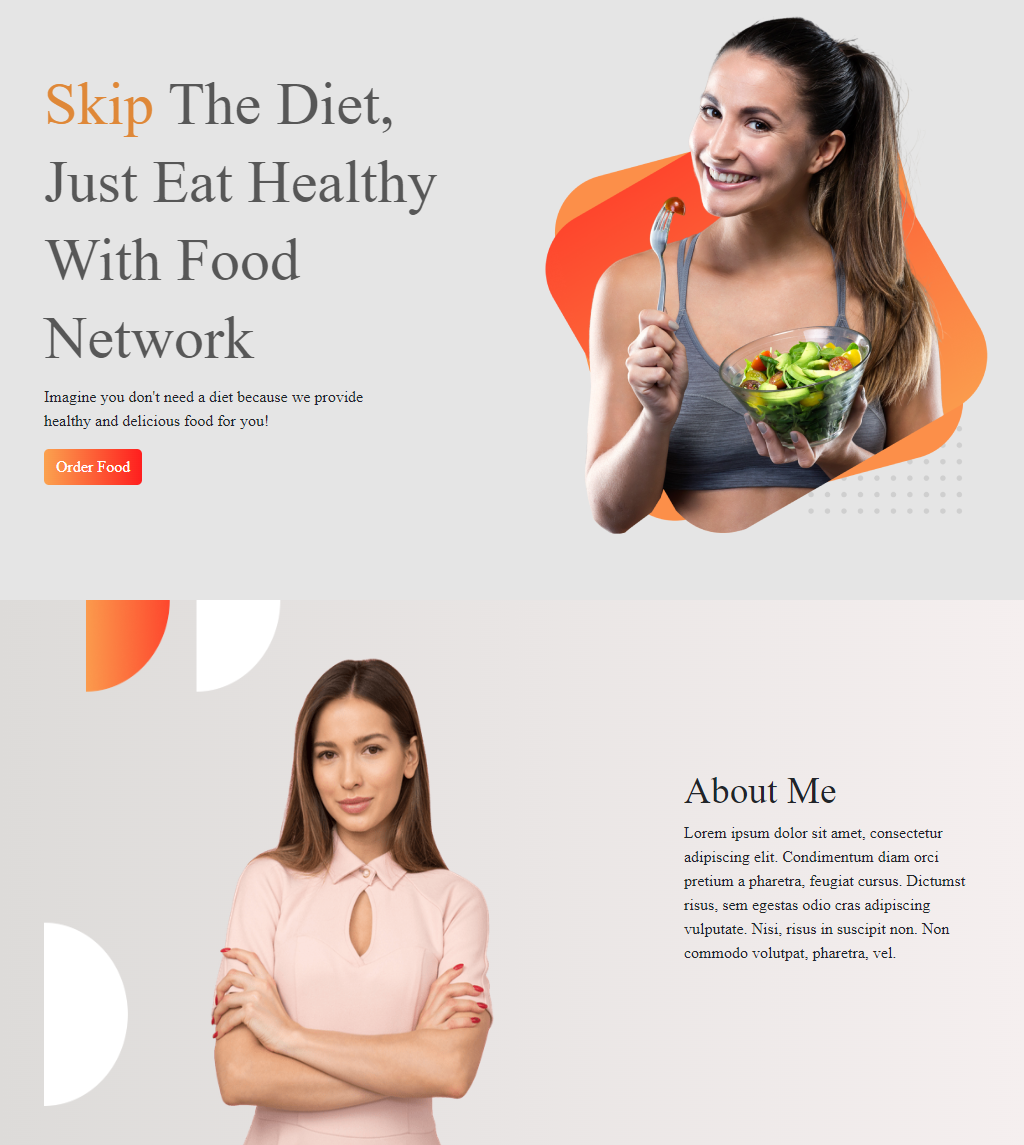 Skip The Diet,
Just Eat Healthy
With Food
Network
Imagine you don't need a diet because we provide
healthy and delicious food for you!
Order Food
About Me
Lorem ipsum dolor sit amet, consectetur
adipiscing elit. Condimentum diam orci
pretium a pharetra, feugiat cursus. Dictumst
risus, sem egestas odio cras adipiscing
vulputate. Nisi, risus in suscipit non. Non
commodo volutpat, pharetra, vel.